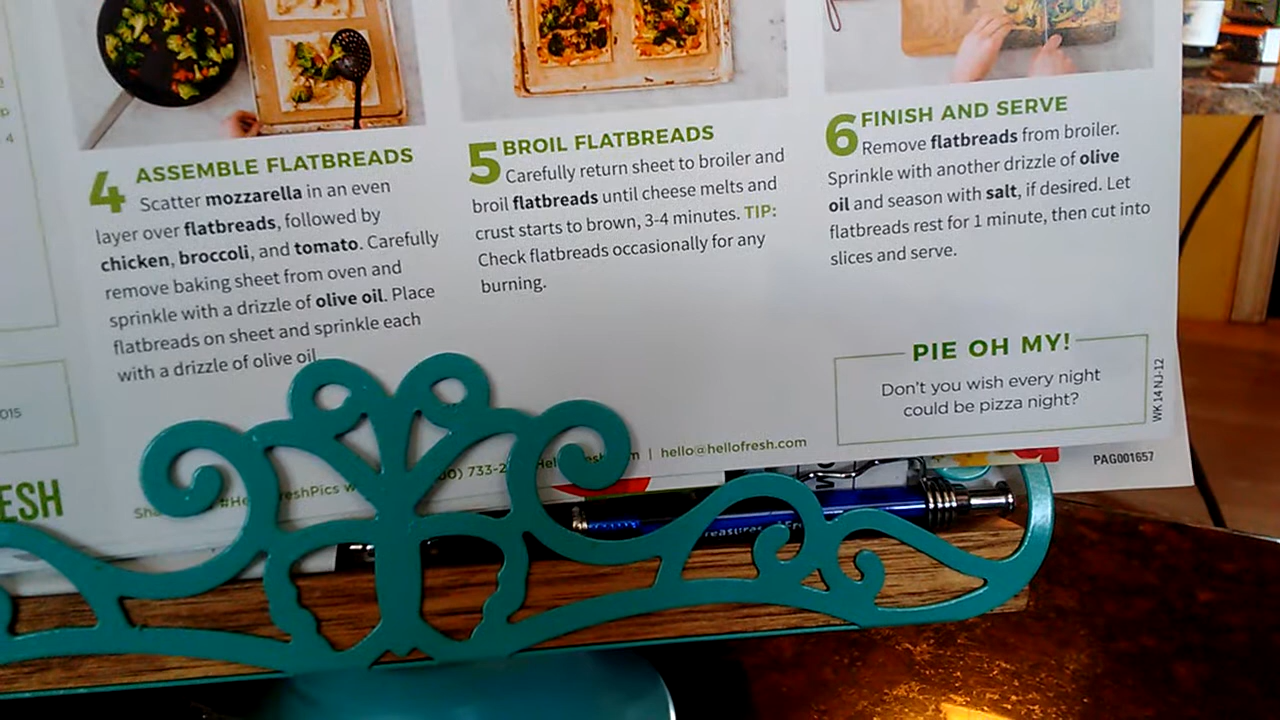 4 ASSEMBLE FLATBREADS
Scatter mozzarella in an even
layer over flatbreads, followed by
chicken, broccoli, and tomato. Carefully
remove baking sheet from oven and
sprinkle with a drizzle of olive oil. Place
flatbreads on sheet and sprinkle each
with a drizzle of olive oil
5 BROIL FLATBREADS
Carefully return sheet to broiler and
broil flatbreads until cheese melts and
crust starts to brown, 3-4 minutes. TIP:
Check flatbreads occasionally for any
burning.
6 FINISH AND SERVE
Remove flatbreads from broiler.
Sprinkle with another drizzle of olive
oil and season with salt, if desired. Let
flatbreads rest for 1 minute, then cut into
slices and serve.
PIE OH MY!
Don't you wish every night
could be pizza night?
WK 14 NJ-12
4
015
ESH
| hello@hellofresh.com
PAG001657